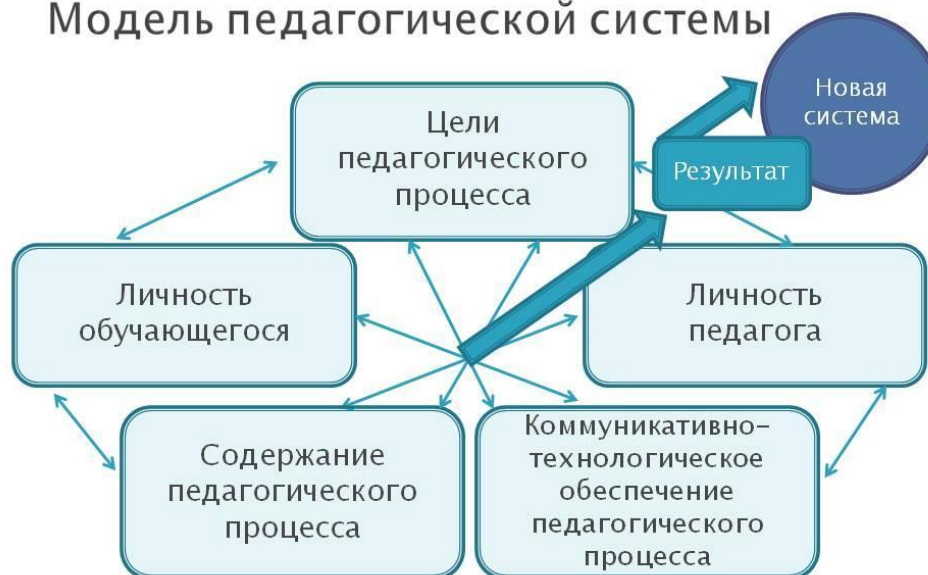 Модель педагогической системы
Новая
система
Цели
педагогического
процесса
Результат
Личность
обучающегося
Личность
педагога
Содержание
педагогического
процесса
Коммуникативно-
технологическое
обеспечение
педагогического
процесса